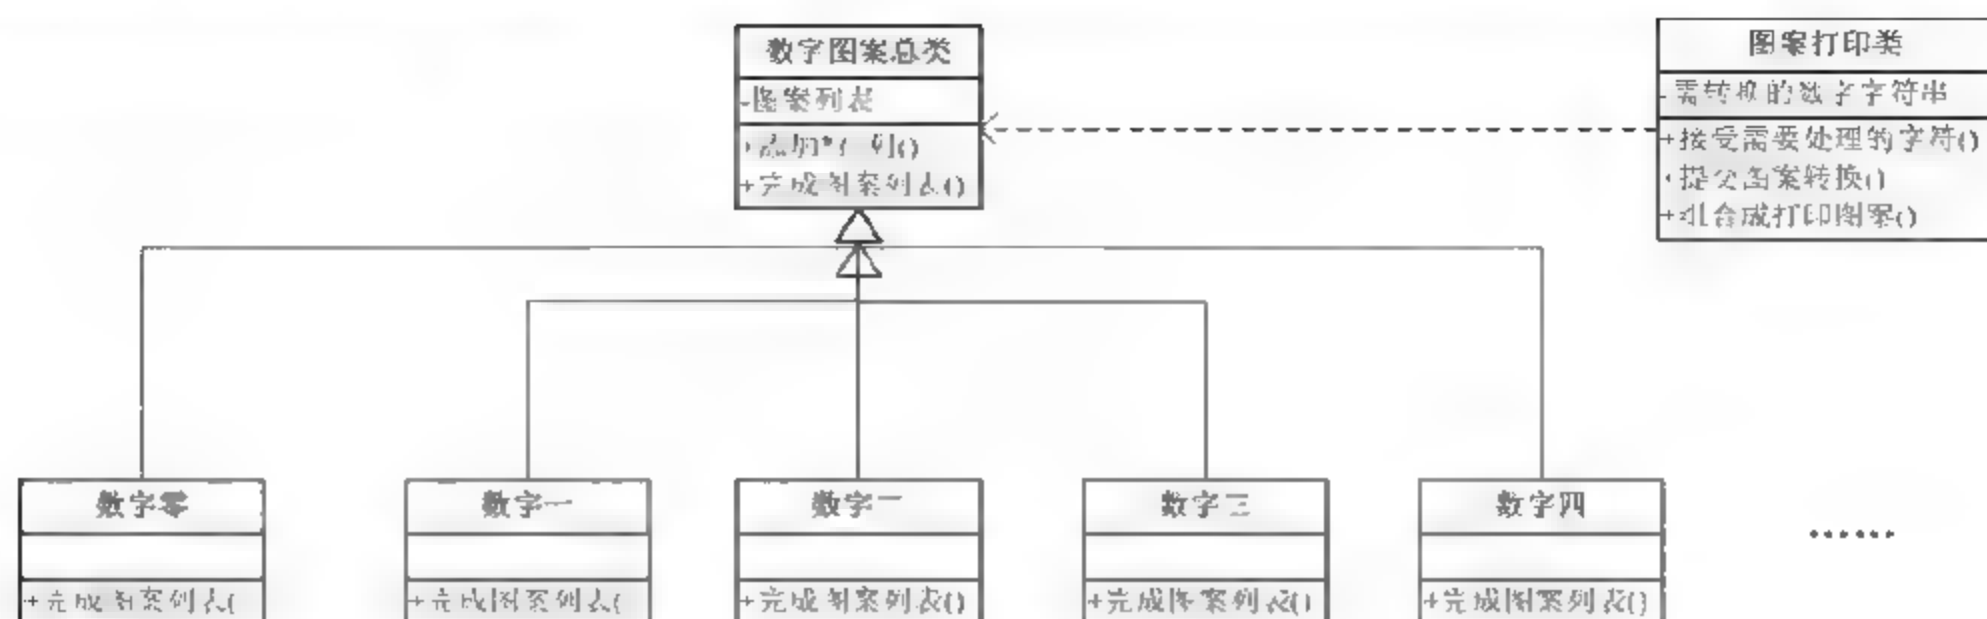 数字图案总类
-图案列表
+完成图案列表()
图案打印类
-需转换的数字字符串
+接受需要处理的字符()
+提交图案转换()
+组合成打印图案()
数字零
+完成图案列表(
数字一
+完成图案列表(
数字二
+完成图案列表()
数字三
+完成图案列表()
数字四
+完成图案列表()
......